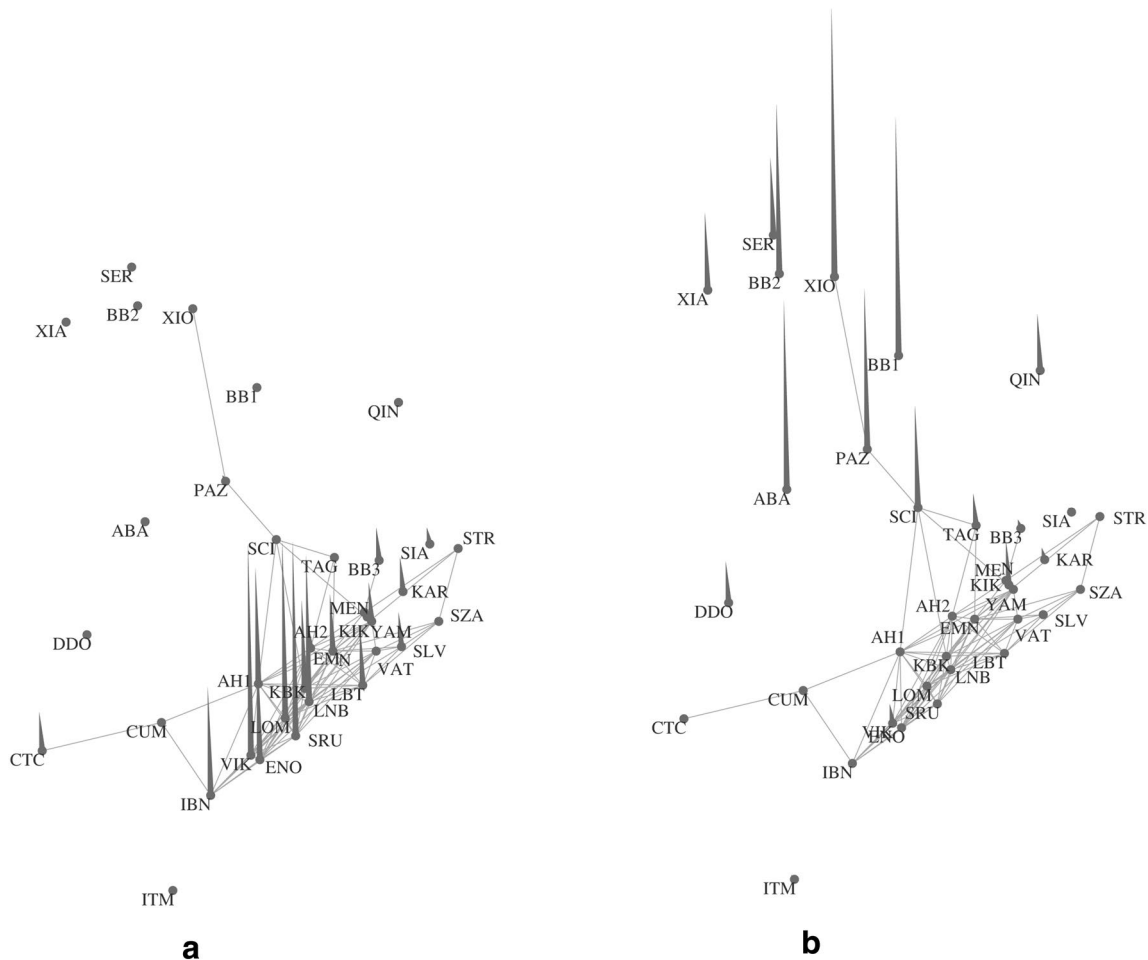 SER
BB2
XIO
XIA
BB1
QIN
PAZ
ABA
SCI
TAG
BB3
SIA
STR
KAR
MEN
KIK
YAM
SZA
AH2
EMN
SLV
VAT
DDO
AH1
KBK
LBT
LNB
CUM
LOM
SRU
CTC
VIK
ENO
IBN
ITM
a
SER
BB2
XIO
XIA
BB1
QIN
PAZ
ABA
SCI
TAG
BB3
SIA
STR
KAR
MEN
KIK
YAM
SZA
AH2
EMN
SLV
VAT
DDO
AH1
KBK
LBT
LNB
CUM
LOM
SRU
CTC
VIK
ENO
IBN
ITM
b